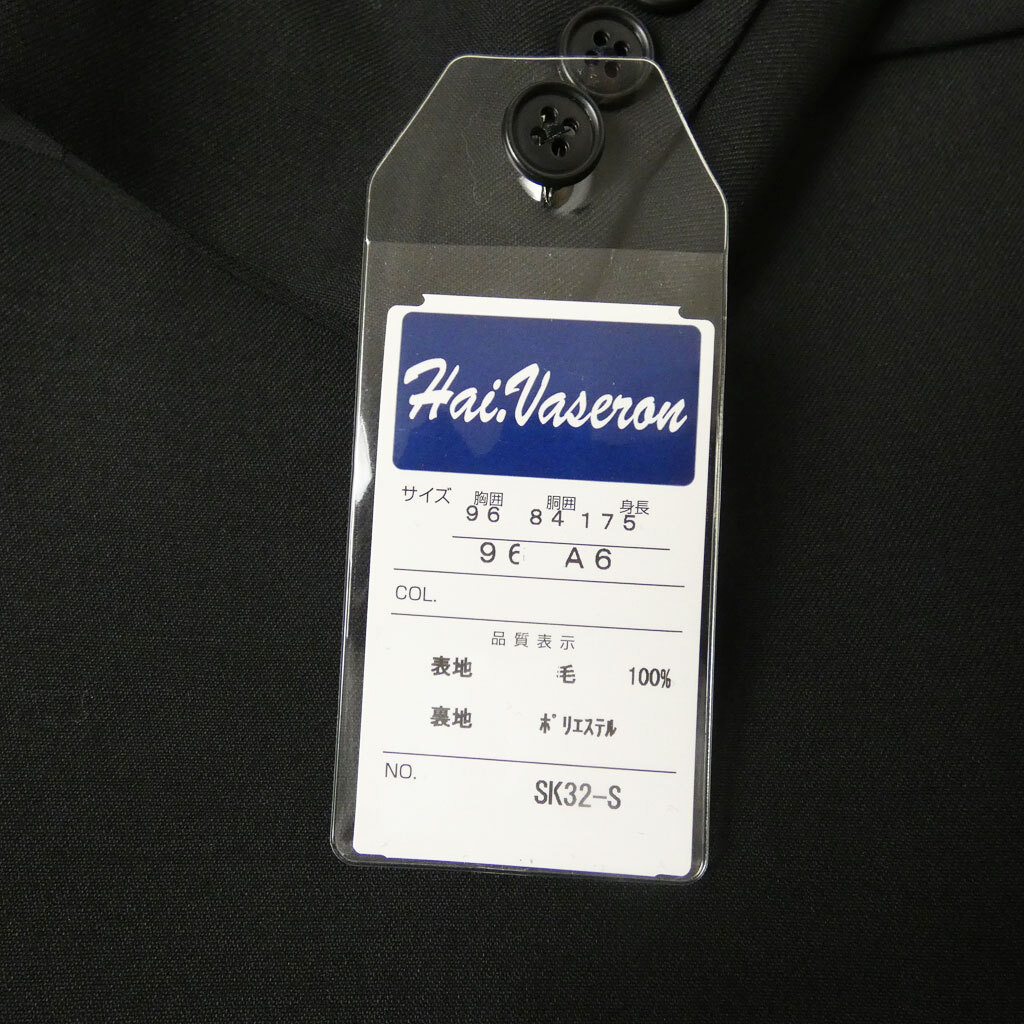 Hai.Vaseron
サイズ 胸囲 胴囲 身長
96 84 175
96 A6
COL.
品質表示
表地 毛 100%
裏地 ポリエステル
NO.
SK32-S